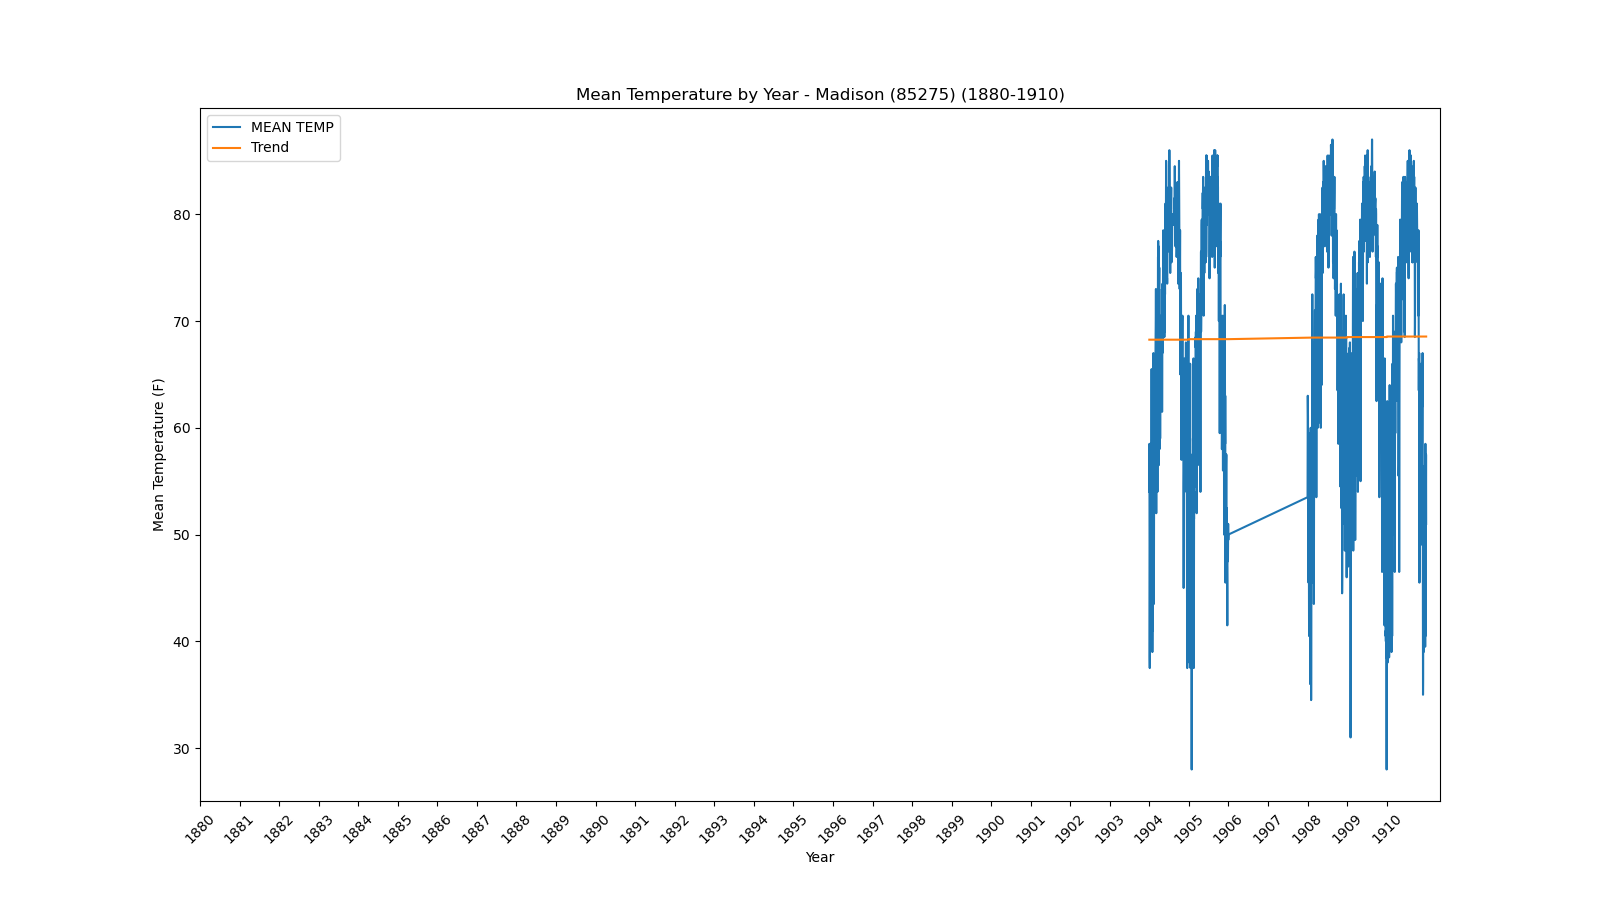 Mean Temperature by Year - Madison (85275) (1880-1910)
MEAN TEMP
Trend
Mean Temperature (F)
80
70
60
50
40
30
1880 1881 1882 1883 1884 1885 1886 1887 1888 1889 1890 1891 1892 1893 1894 1895 1896 1897 1898 1899 1900 1901 1902 1903 1904 1905 1906 1907 1908 1909 1910
Year